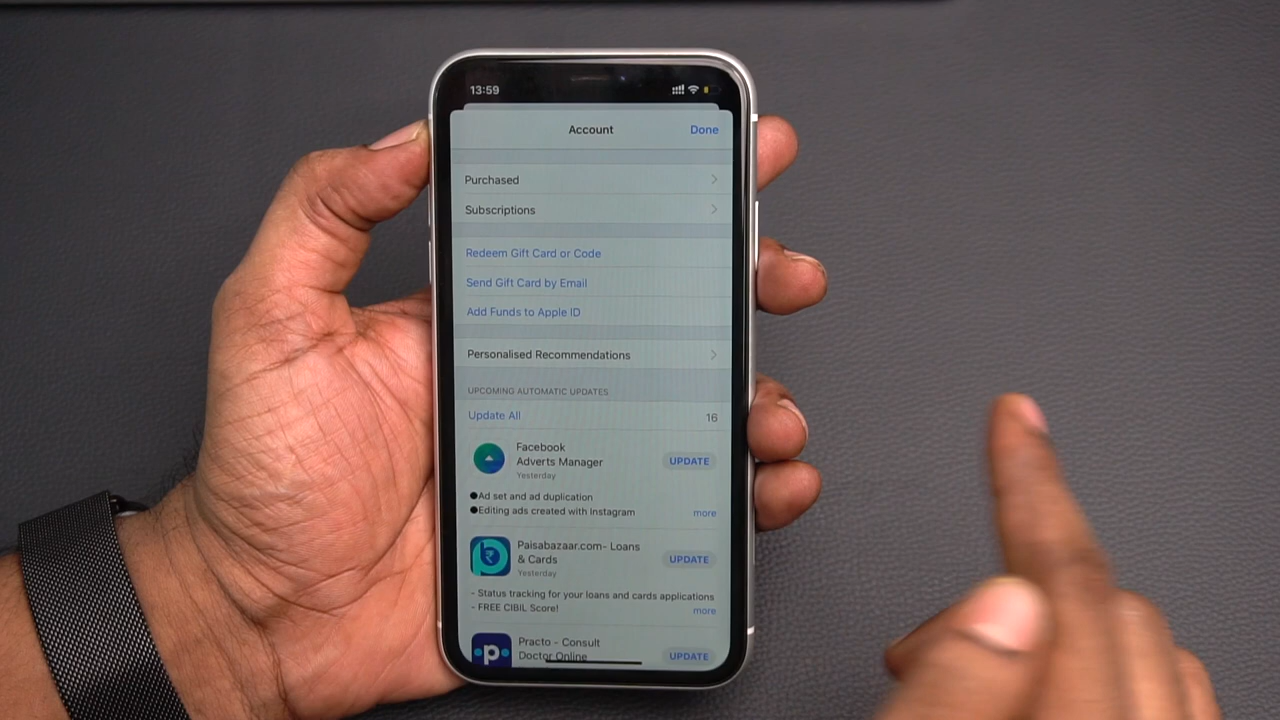 13:59
Account
Done
Purchased
Subscriptions
Redeem Gift Card or Code
Send Gift Card by Email
Add Funds to Apple ID
Personalised Recommendations
UPCOMING AUTOMATIC UPDATES
Update All
16
Facebook
Adverts Manager
Yesterday
UPDATE
●Ad set and ad duplication
●Editing ads created with Instagram
more
Paisabazaar.com- Loans
& Cards
Yesterday
UPDATE
- Status tracking for your loans and cards applications
- FREE CIBIL Score!
more
Practo - Consult
Doctor Online
UPDATE